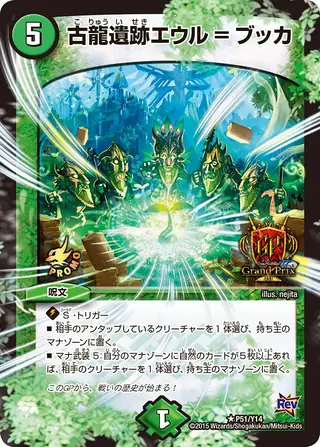 5
こりゅういせき
古龍遺跡エウル=ブッカ
PROMO
GP
Grand Prix
illus. nejita
呪文
S・トリガー
■相手のアンタップしているクリーチャーを1体選び、持ち主の
マナゾーンに置く。
■マナ武装 5:自分のマナゾーンに自然のカードが5枚以上あれ
ば、相手のクリーチャーを1体選び、持ち主のマナゾーンに置く。
このGPから、戦いの歴史が始まる!
Rev
1
★P51/Y14
©2015 Wizards/Shogakukan/Mitsui-Kids